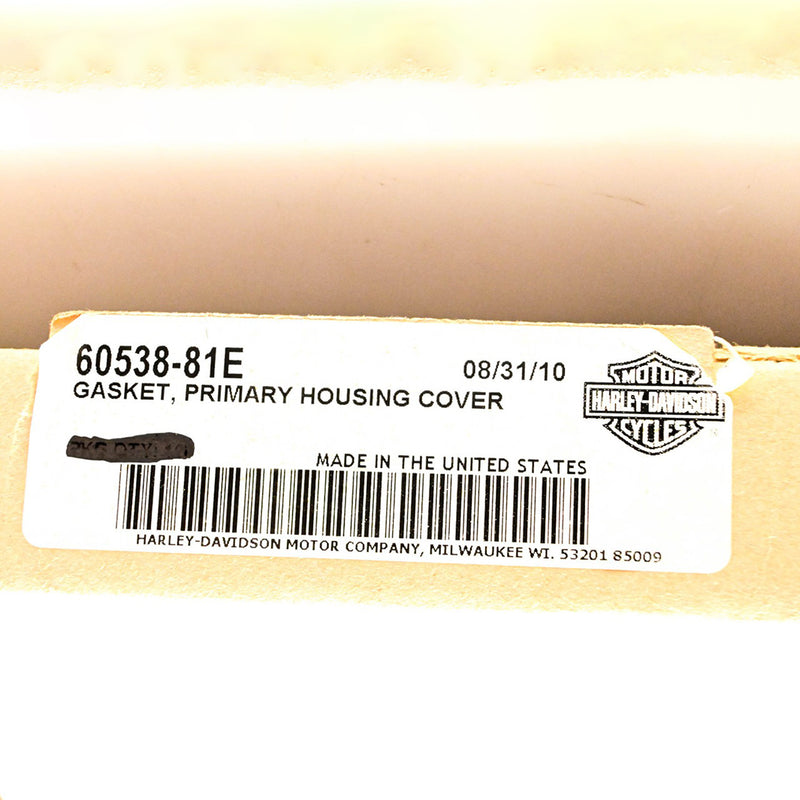 60538-81E 08/31/10
GASKET, PRIMARY HOUSING COVER
MOTOR
HARLEY-DAVIDSON
CYCLES
MADE IN THE UNITED STATES
HARLEY-DAVIDSON MOTOR COMPANY, MILWAUKEE WI. 53201 85009